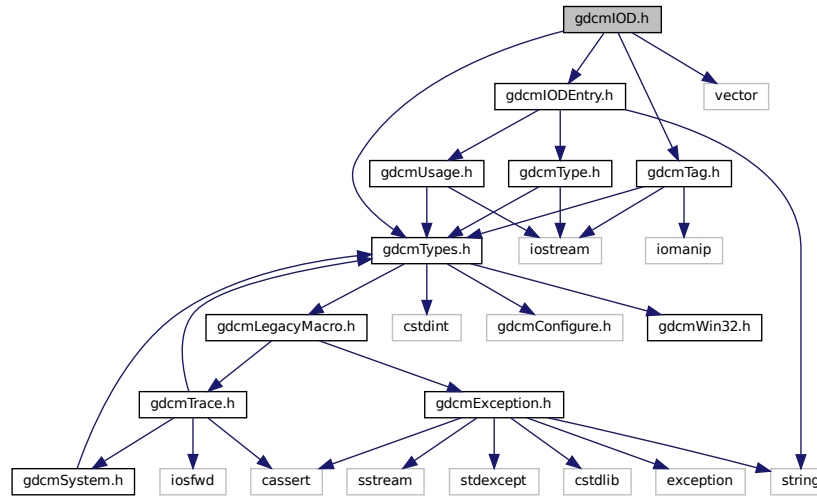 gdcmIOD.h
gdcmIODEntry.h
vector
gdcmUsage.h
gdcmType.h
gdcmTag.h
gdcmTypes.h
iostream
iomanip
gdcmLegacyMacro.h
cstdint
gdcmConfigure.h
gdcmWin32.h
gdcmTrace.h
gdcmException.h
gdcmSystem.h
iosfwd
cassert
sstream
stdexcept
cstdlib
exception
string